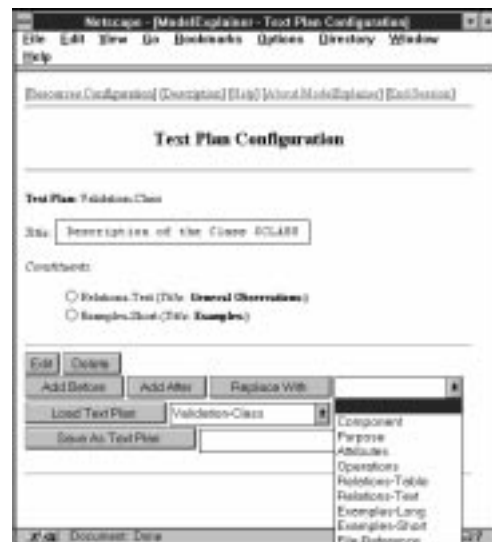 Netscape - [ModelExplainer - Text Plan Configuration]
File Edit View Go Bookmarks Options Directory Window
Help
[Resources Configuration] [Description] [Help] [About ModelExplainer] [End Session]
Text Plan Configuration
Text Plan: Validation-Class
Title: Description of the Class @CLASS
Constituents:
Relations-Text (Title: General Observations)
Examples-Short (Title: Examples)
Edit Delete
Add Before Add After Replace With
Load Text Plan Validation-Class
Save As Text Plan
Component
Purpose
Attributes
Operations
Relations-Table
Relations-Text
Examples-Long
Examples-Short
File-Reference
Document: Done